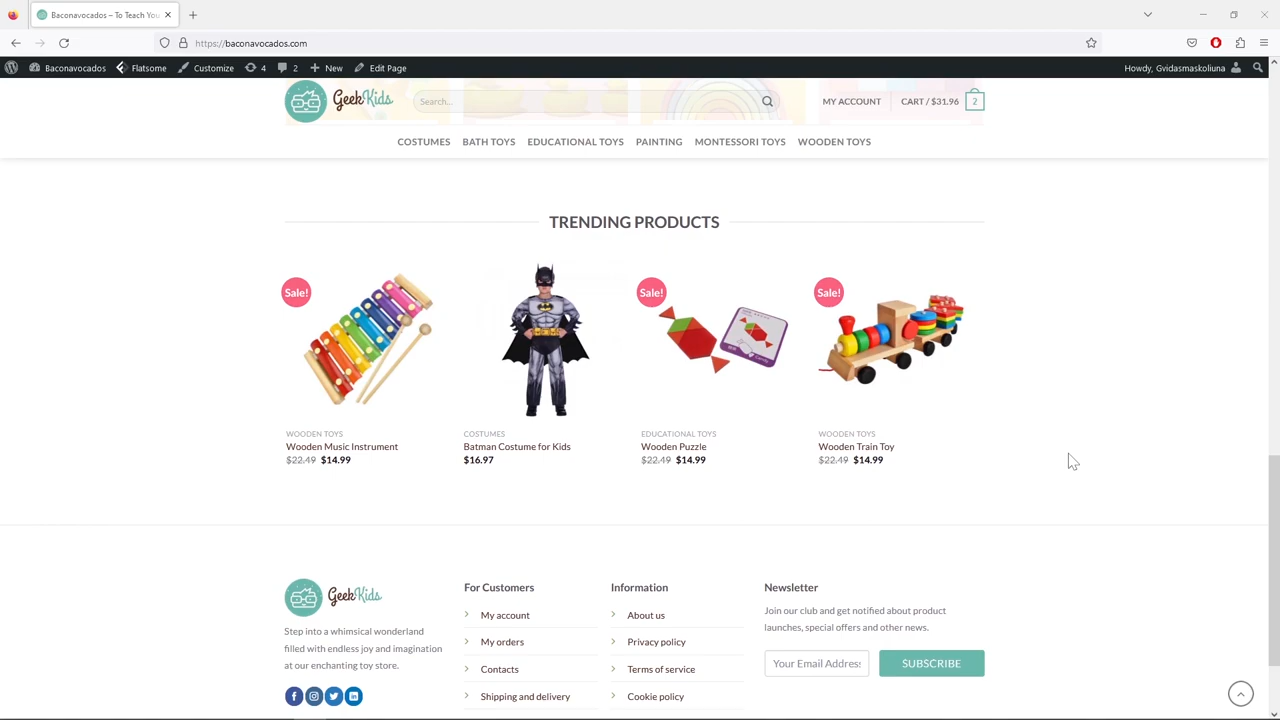 Baconavocados – To Teach You
https://baconavocados.com
Baconavocados
Flatsome
Customize
4
2
New
Edit Page
Howdy, Gvidasmaskoliuna
GeekKids
Search...
MY ACCOUNT
CART / $31.96
2
COSTUMES
BATH TOYS
EDUCATIONAL TOYS
PAINTING
MONTESSORI TOYS
WOODEN TOYS
TRENDING PRODUCTS
Sale!
WOODEN TOYS
Wooden Music Instrument
$22.49 $14.99
COSTUMES
Batman Costume for Kids
$16.97
Sale!
EDUCATIONAL TOYS
Wooden Puzzle
$22.49 $14.99
Sale!
WOODEN TOYS
Wooden Train Toy
$22.49 $14.99
GeekKids
Step into a whimsical wonderland
filled with endless joy and imagination
at our enchanting toy store.
For Customers
My account
My orders
Contacts
Shipping and delivery
Information
About us
Privacy policy
Terms of service
Cookie policy
Newsletter
Join our club and get notified about product
launches, special offers and other news.
Your Email Address
SUBSCRIBE